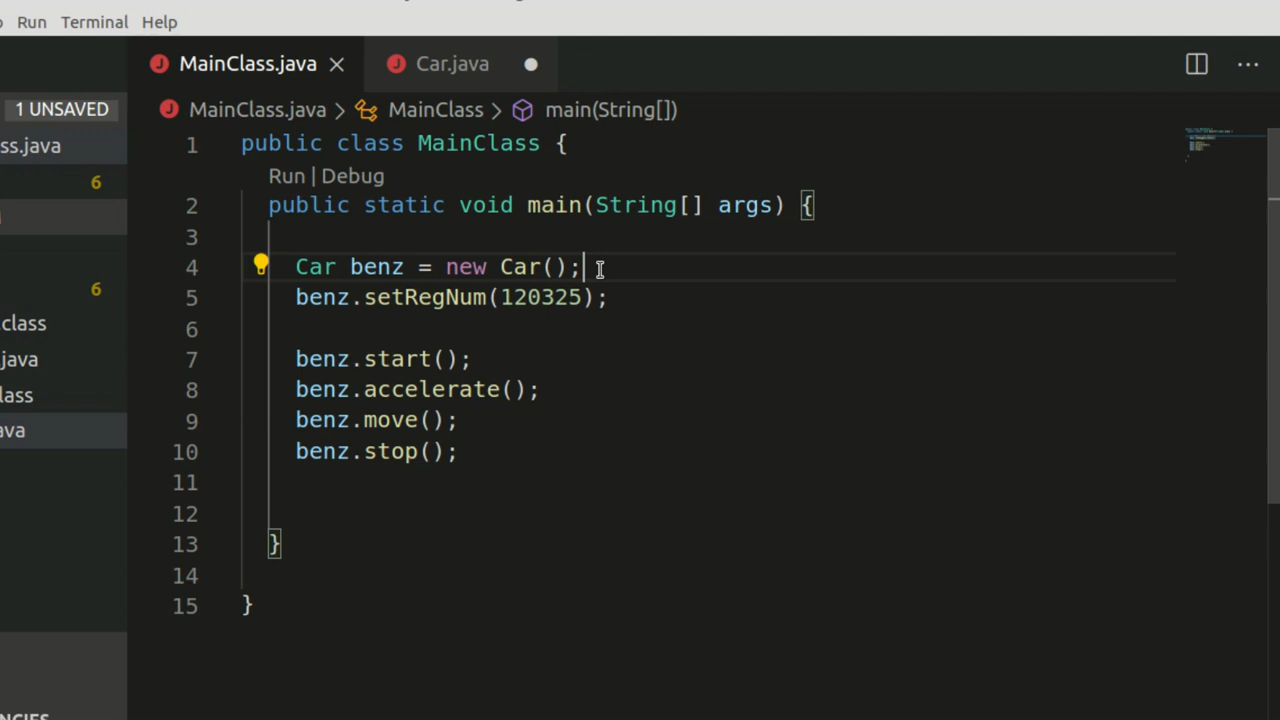 Run Terminal Help
MainClass.java Car.java
1 UNSAVED
MainClass.java > MainClass > main(String[])
ss.java
6
6
.class
.java
lass
ava
1 public class MainClass {
Run | Debug
2 public static void main(String[] args) {
3
4 Car benz = new Car();
5 benz.setRegNum(120325);
6
7 benz.start();
8 benz.accelerate();
9 benz.move();
10 benz.stop();
11
12
13 }
14
15 }